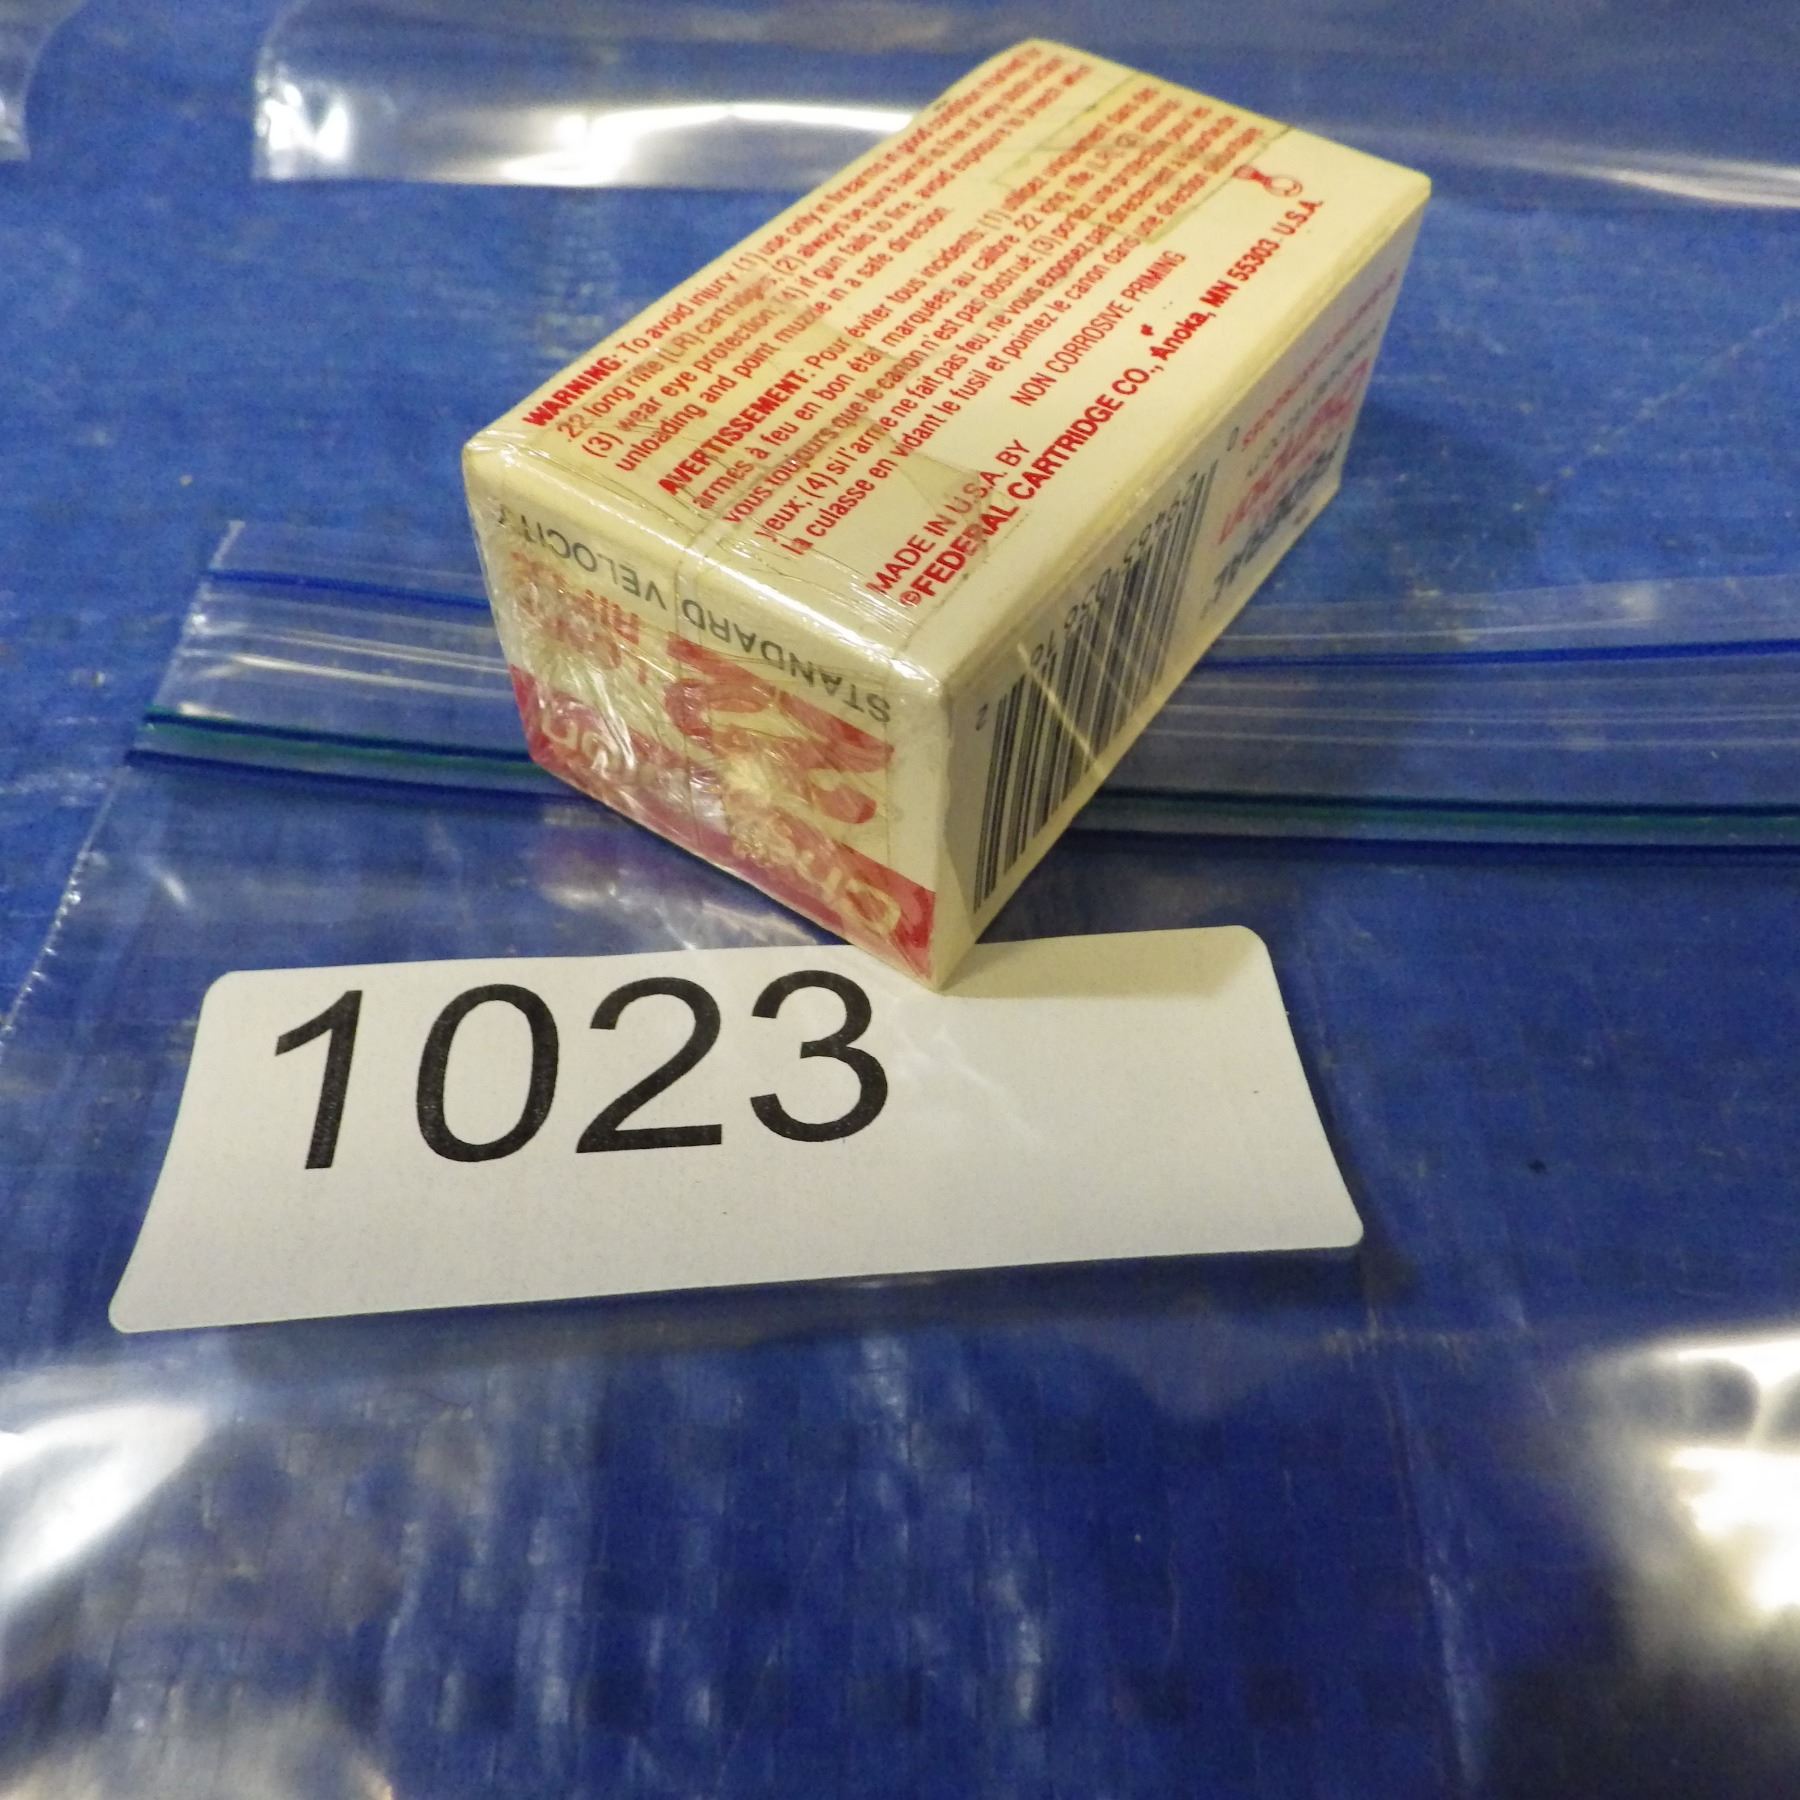 WARNING: To avoid injury: (1) use only in firearms in good condition marked for
.22 long rifle (LR) cartridges; (2) always be sure barrel is free of any obstruction;
(3) wear eye protection; (4) if gun fails to fire, avoid exposure to breech when
unloading and point muzzle in a safe direction
AVERTISSEMENT: Pour éviter tous incidents (1) utilisez uniquement dans des
armes à feu en bon état marquées au calibre .22 long rifle (LR) (2)
vous toujours que le canon n'est pas obstrué; (3) portez une protection pour les
yeux; (4) si l'arme ne fait pas feu, ne vous exposez pas directement à
la culasse en vidant le fusil et pointez le canon dans une direction
NON CORROSIVE PRIMING
MADE IN U.S.A. BY
℗FEDERAL CARTRIDGE CO., Anoka, MN 55303 U.S.A.
STANDARD VELOCITY
22 LONG RIFLE
FEDERAL
1023